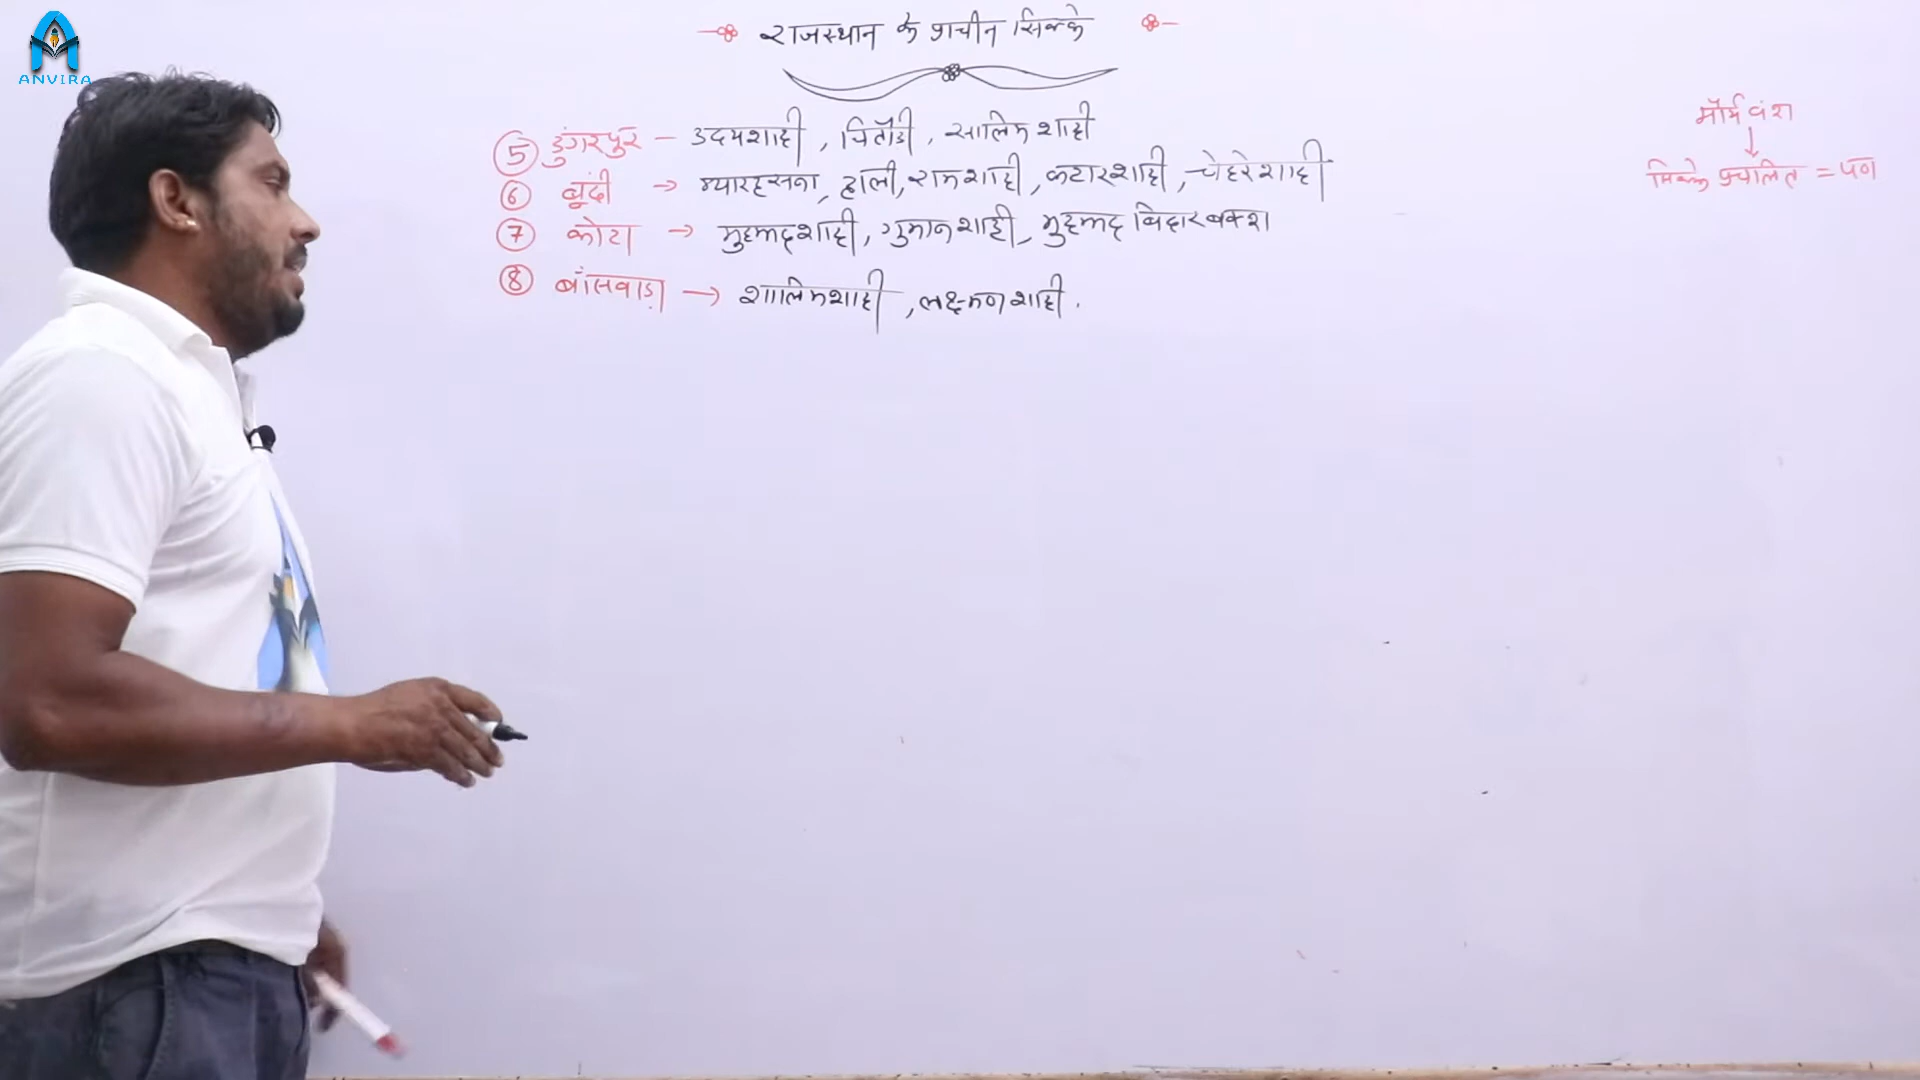 ANVIRA
राजस्थान के प्राचीन सिक्के
⑤ डुंगरपुर – उदयशाही, चितौडी, सालिमशाही
⑥ बूंदी → ग्यारहसना, हाली, रामशाही, कटारशाही, चेहरेशाही
⑦ कोटा → मुहम्मदशाही, गुमानशाही, मुहम्मद बिदारबक्श
⑧ बाँसवाड़ा → शालिमशाही, लक्ष्मणशाही.
मौर्य वंश
↓
सिक्के प्रचलित = पण